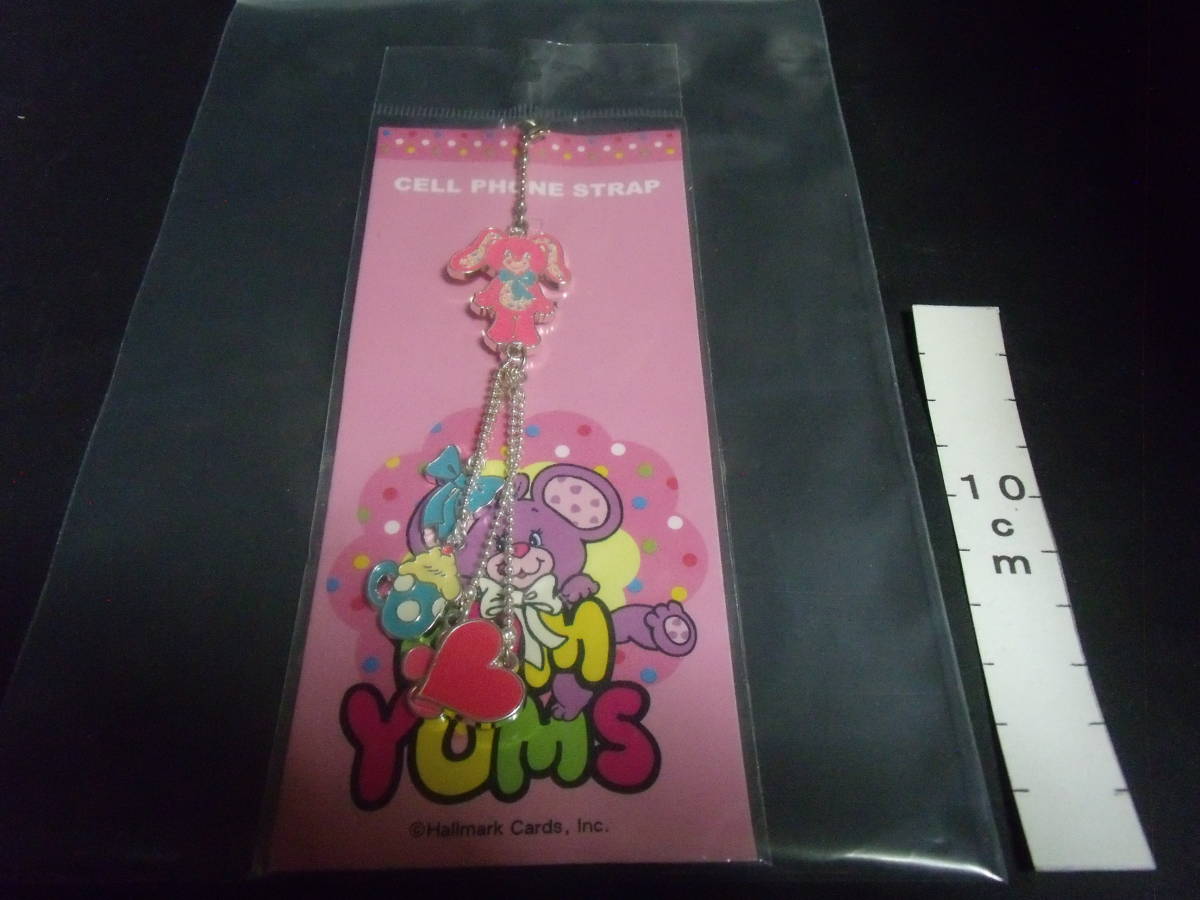 CELL PHONE STRAP
YUMS
©Hallmark Cards, Inc.
10
cm